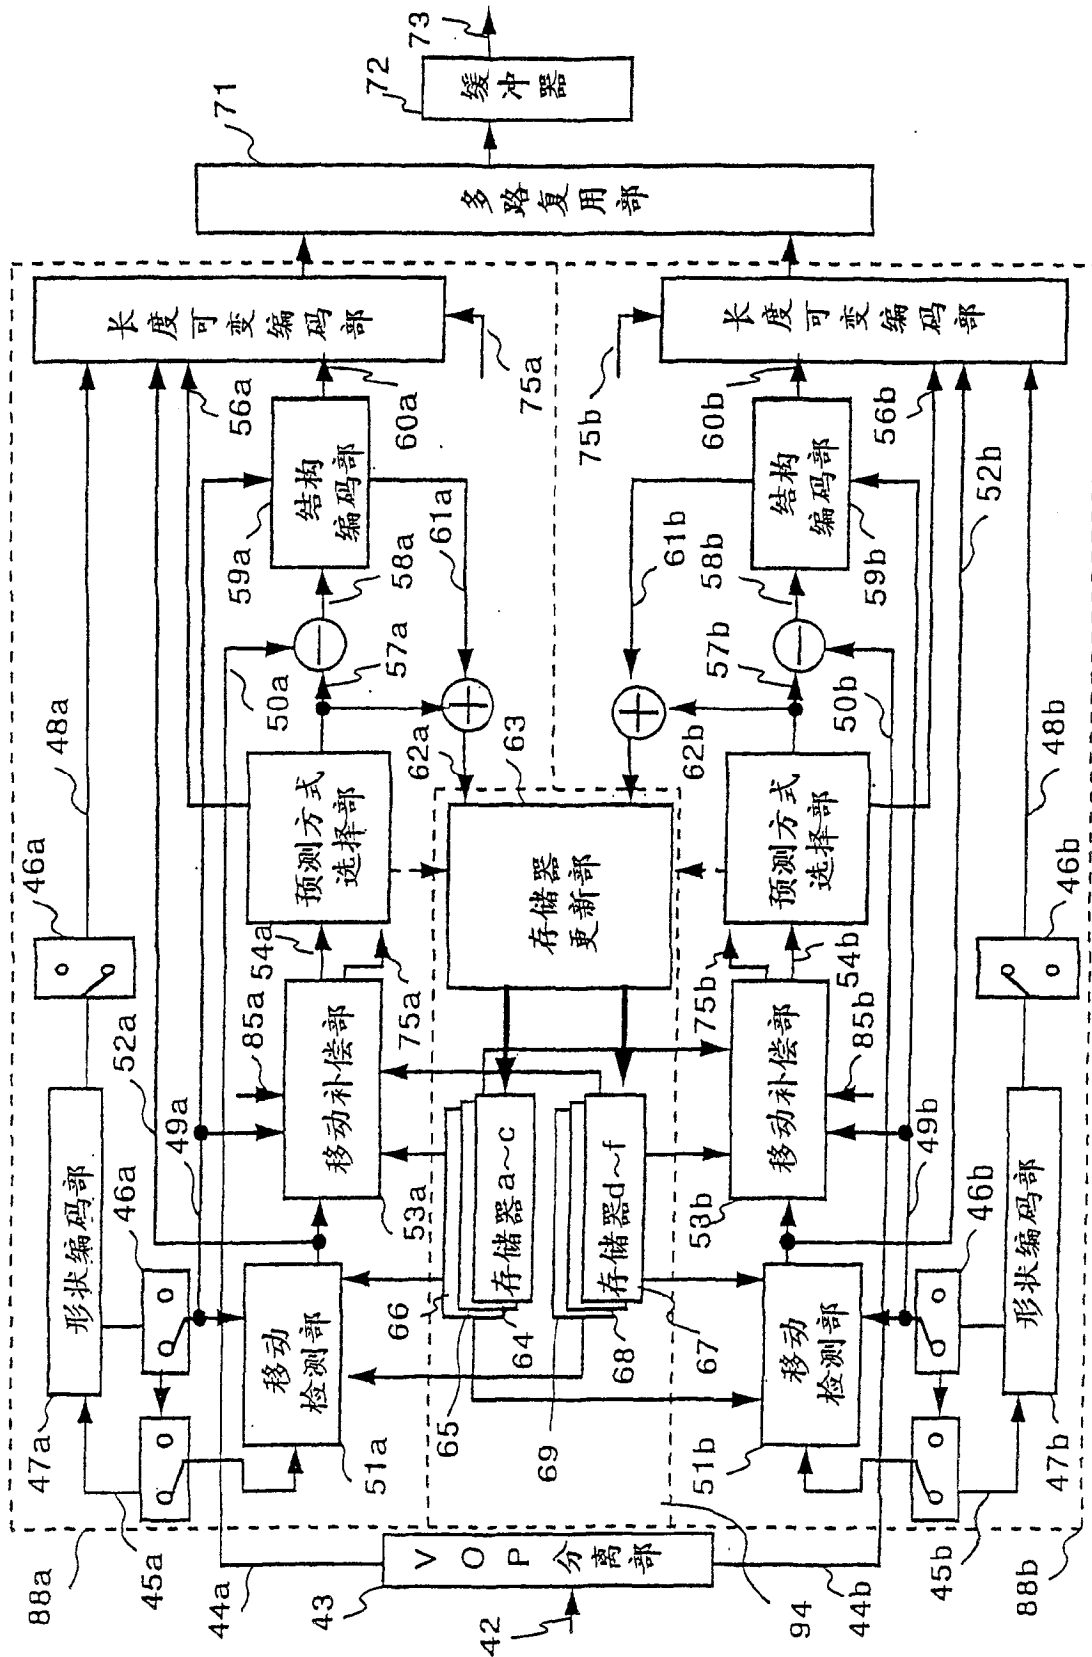 73
72
缓冲器
71
多路复用部
长度可变编码部
75a
56a
60a
48a
46a
52a
49a
50a
59a
结构
编码部
58a
57a
61a
62a
63
预测方式
选择部
54a
75a
85a
移动补偿部
53a
形状编码部
47a
46a
45a
移动
检测部
51a
88a
44a
存储器
更新部
存储器a~c
66
65
64
存储器d~f
69
68
67
94
VOP分离部
43
42
44b
长度可变编码部
75b
60b
56b
52b
61b
58b
结构
编码部
59b
57b
62b
50b
48b
预测方式
选择部
54b
75b
85b
46b
移动补偿部
53b
49b
46b
形状编码部
47b
移动
检测部
51b
45b
88b